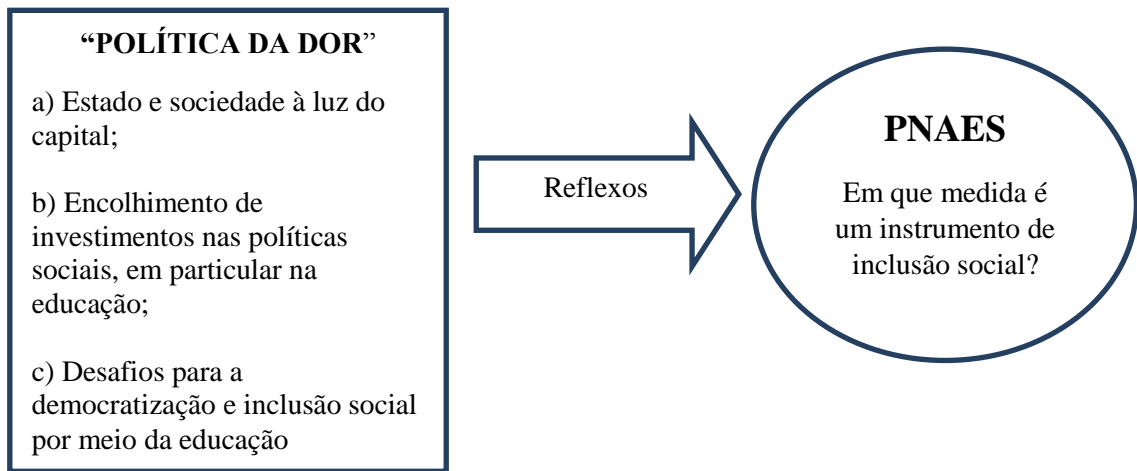 “POLÍTICA DA DOR”
a) Estado e sociedade à luz do
capital;
b) Encolhimento de
investimentos nas políticas
sociais, em particular na
educação;
c) Desafios para a
democratização e inclusão social
por meio da educação
Reflexos
PNAES
Em que medida é
um instrumento de
inclusão social?